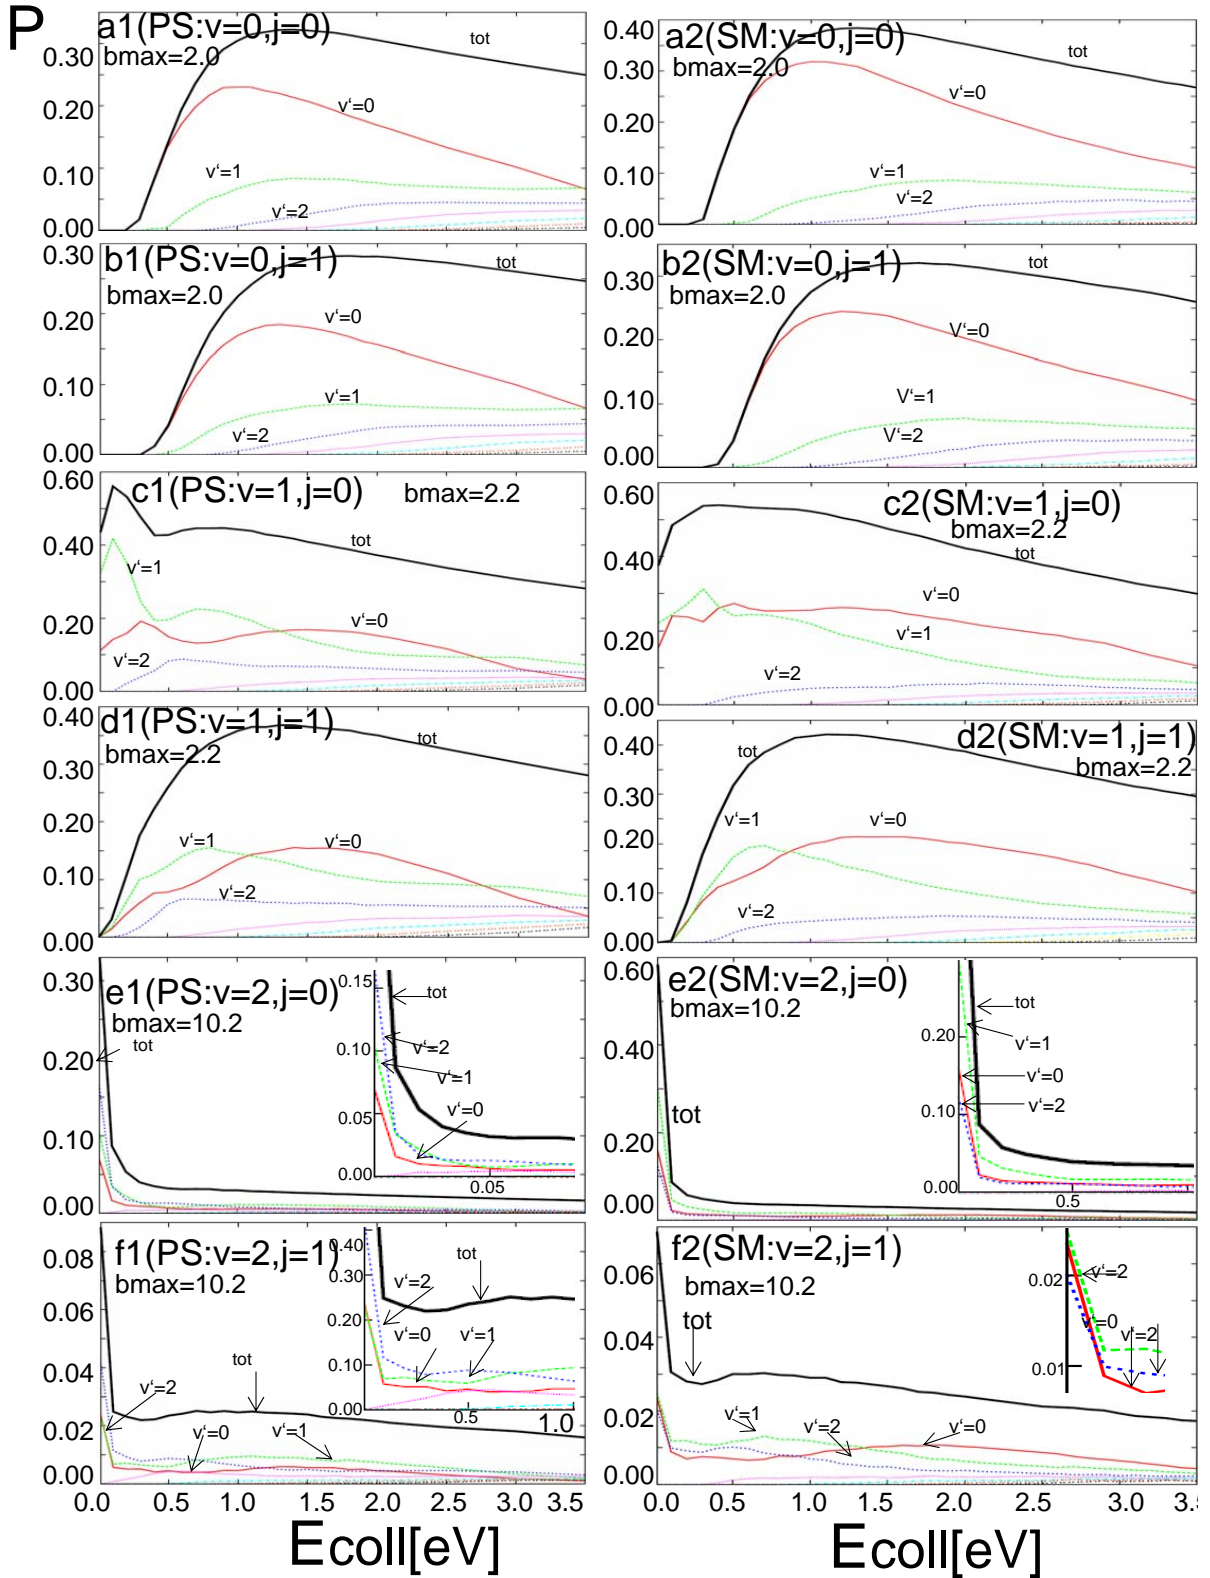 P
a1(PS:v=0,j=0)
bmax=2.0
tot
v‘=0
v‘=1
v‘=2
0.30
0.20
0.10
0.00
a2(SM:v=0,j=0)
bmax=2.0
tot
v‘=0
v‘=1
v‘=2
0.40
0.30
0.20
0.10
0.00
b1(PS:v=0,j=1)
bmax=2.0
tot
v‘=0
v‘=1
v‘=2
0.30
0.20
0.10
0.00
b2(SM:v=0,j=1)
bmax=2.0
tot
V‘=0
V‘=1
V‘=2
0.30
0.20
0.10
0.00
c1(PS:v=1,j=0)
bmax=2.2
tot
v‘=1
v‘=0
v‘=2
0.60
0.40
0.20
0.00
c2(SM:v=1,j=0)
bmax=2.2
tot
v‘=0
v‘=1
v‘=2
0.60
0.40
0.20
0.00
d1(PS:v=1,j=1)
bmax=2.2
tot
v‘=1
v‘=0
v‘=2
0.40
0.30
0.20
0.10
0.00
d2(SM:v=1,j=1)
bmax=2.2
tot
v‘=1
v‘=0
v‘=2
0.40
0.30
0.20
0.10
0.00
e1(PS:v=2,j=0)
bmax=10.2
tot
0.30
0.20
0.10
0.00
0.15
0.10
0.05
0.00
0.05
tot
v‘=2
v‘=1
v‘=0
e2(SM:v=2,j=0)
bmax=10.2
tot
0.60
0.40
0.20
0.00
0.20
0.10
0.00
0.5
tot
v‘=1
v‘=0
v‘=2
f1(PS:v=2,j=1)
bmax=10.2
tot
v‘=2
v‘=0
v‘=1
0.08
0.06
0.04
0.02
0.00
0.40
0.30
0.20
0.10
0.00
0.5
1.0
tot
v‘=2
v‘=0
v‘=1
f2(SM:v=2,j=1)
bmax=10.2
tot
v‘=1
v‘=2
v‘=0
0.06
0.04
0.02
0.00
0.02
0.01
v‘=2
v‘=0
v‘=2
0.0 0.5 1.0 1.5 2.0 2.5 3.0 3.5
0.0 0.5 1.0 1.5 2.0 2.5 3.0
Ecoll[eV]
Ecoll[eV]